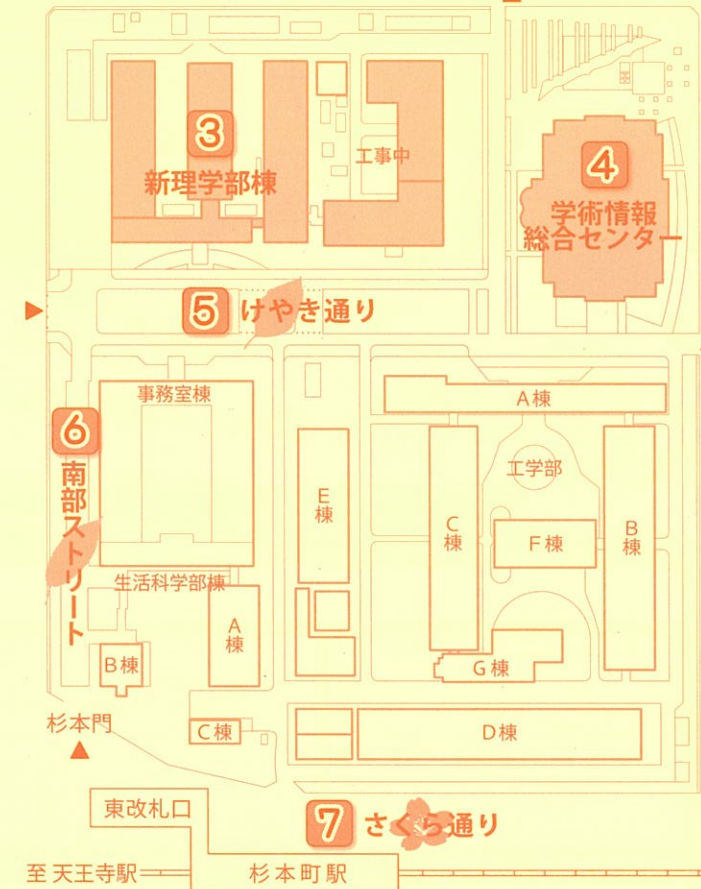 3
新理学部棟
工事中
4
学術情報
総合センター
5 けやき通り
事務室棟
6
南部ストリート
生活科学部棟
A棟
B棟
C棟
杉本門
E棟
A棟
工学部
C棟
F棟
B棟
G棟
D棟
東改札口
7 さくら通り
至 天王寺駅
杉本町駅